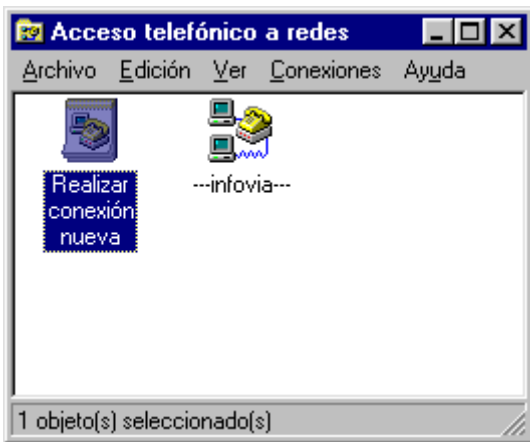 Acceso telefónico a redes
Archivo Edición Ver Conexiones Ayuda
Realizar
conexión
nueva
---infovia---
1 objeto(s) seleccionado(s)